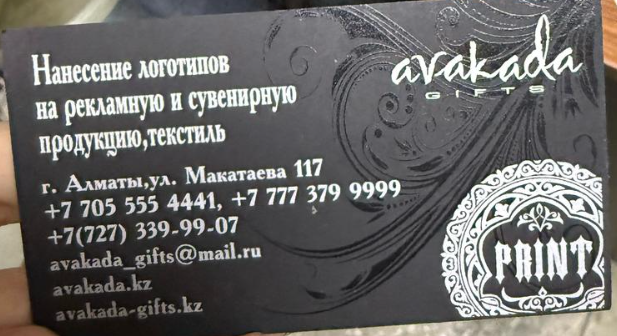 avakada
GIFTS
Нанесение логотипов
на рекламную и сувенирную
продукцию,текстиль
г. Алматы,ул. Макатаева 117
+7 705 555 4441, +7 777 379 9999
+7(727) 339-99-07
avakada_gifts@mail.ru
avakada.kz
avakada-gifts.kz
PRINT